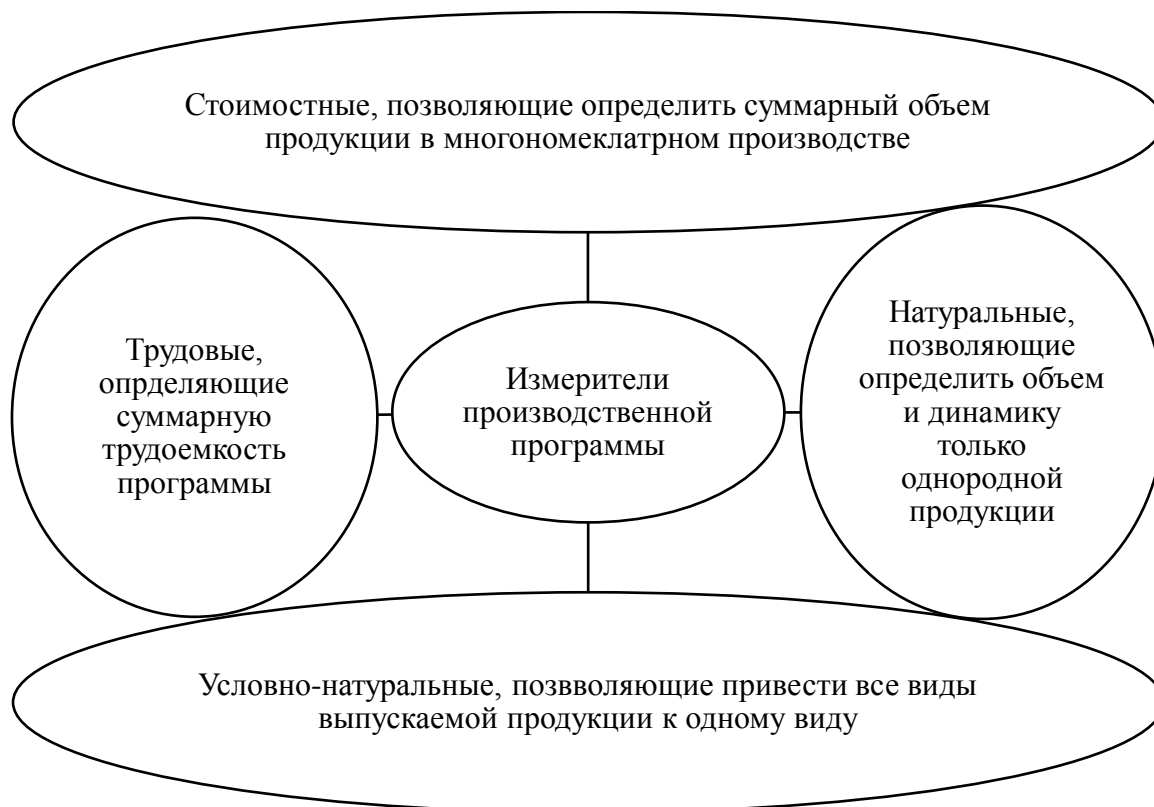 Стоимостные, позволяющие определить суммарный объем
продукции в многономеклатрном производстве
Трудовые,
опрделяющие
суммарную
трудоемкость
программы
Измерители
производственной
программы
Натуральные,
позволяющие
определить объем
и динамику
только
однородной
продукции
Условно-натуральные, позвволяющие привести все виды
выпускаемой продукции к одному виду